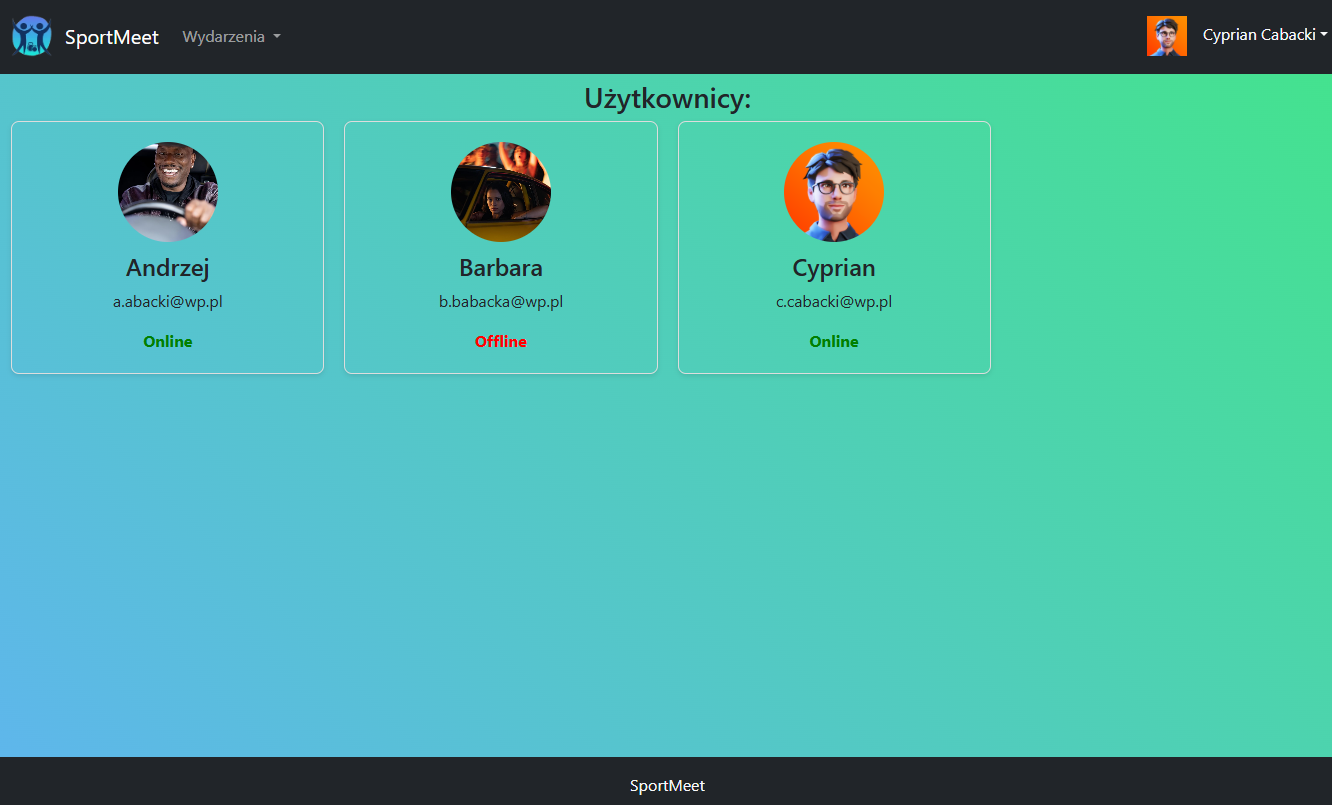 SportMeet Wydarzenia Cyprian Cabacki
Użytkownicy:
Andrzej
a.abacki@wp.pl
Online
Barbara
b.babacka@wp.pl
Offline
Cyprian
c.cabacki@wp.pl
Online
SportMeet